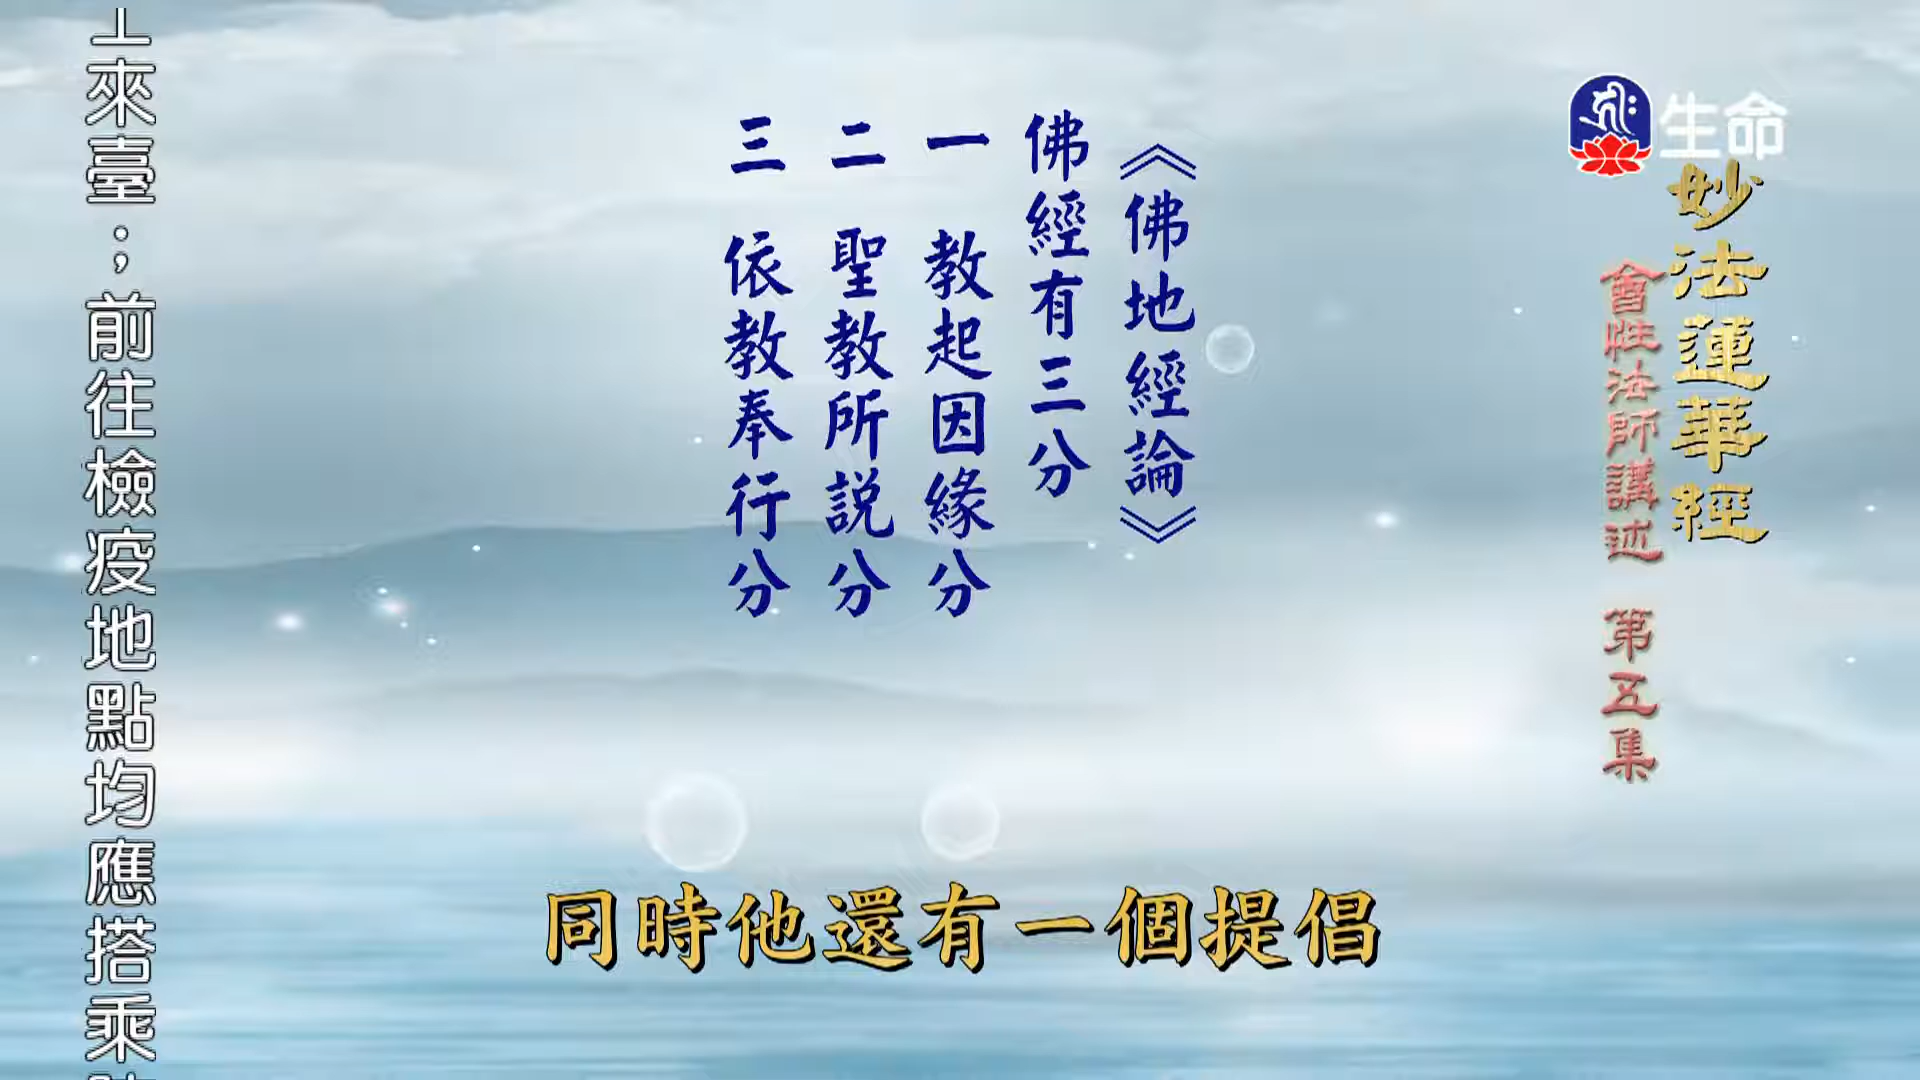 生命
妙法蓮華經
會性法師講述 第五集
《佛地經論》
佛經有三分
一 教起因緣分
二 聖教所説分
三 依教奉行分
上來臺；前往檢疫地點均應搭乘
同時他還有一個提倡